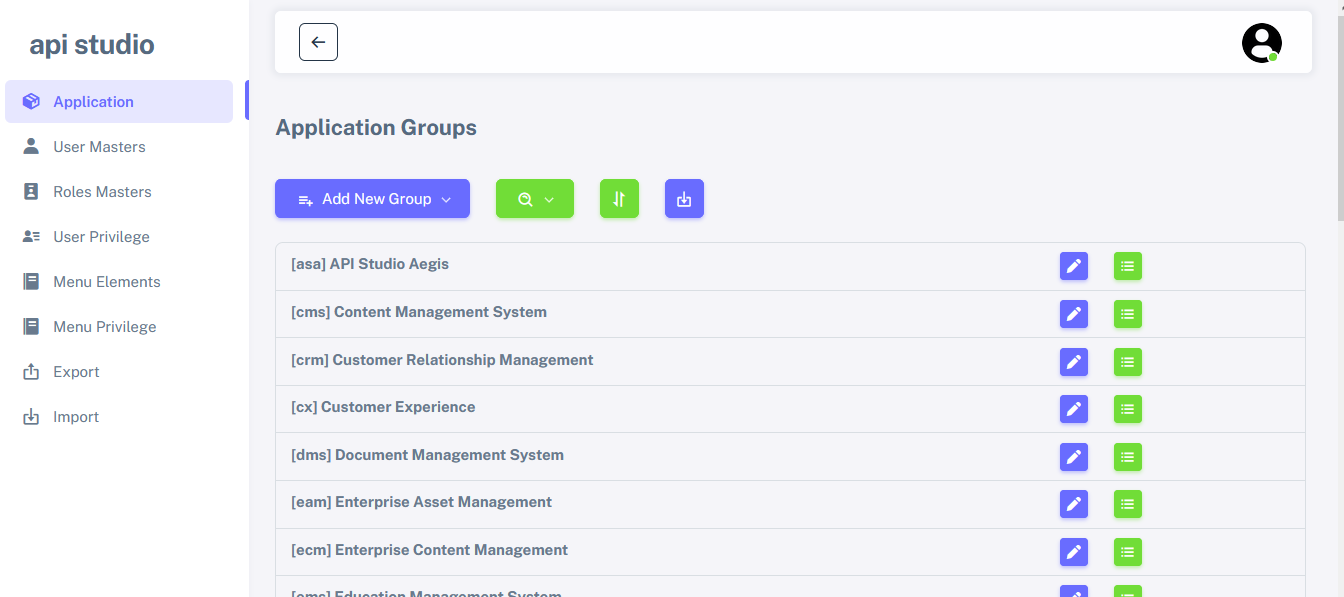 api studio
Application
User Masters
Roles Masters
User Privilege
Menu Elements
Menu Privilege
Export
Import
Application Groups
Add New Group
[asa] API Studio Aegis
[cms] Content Management System
[crm] Customer Relationship Management
[cx] Customer Experience
[dms] Document Management System
[eam] Enterprise Asset Management
[ecm] Enterprise Content Management
[ems] Education Management System